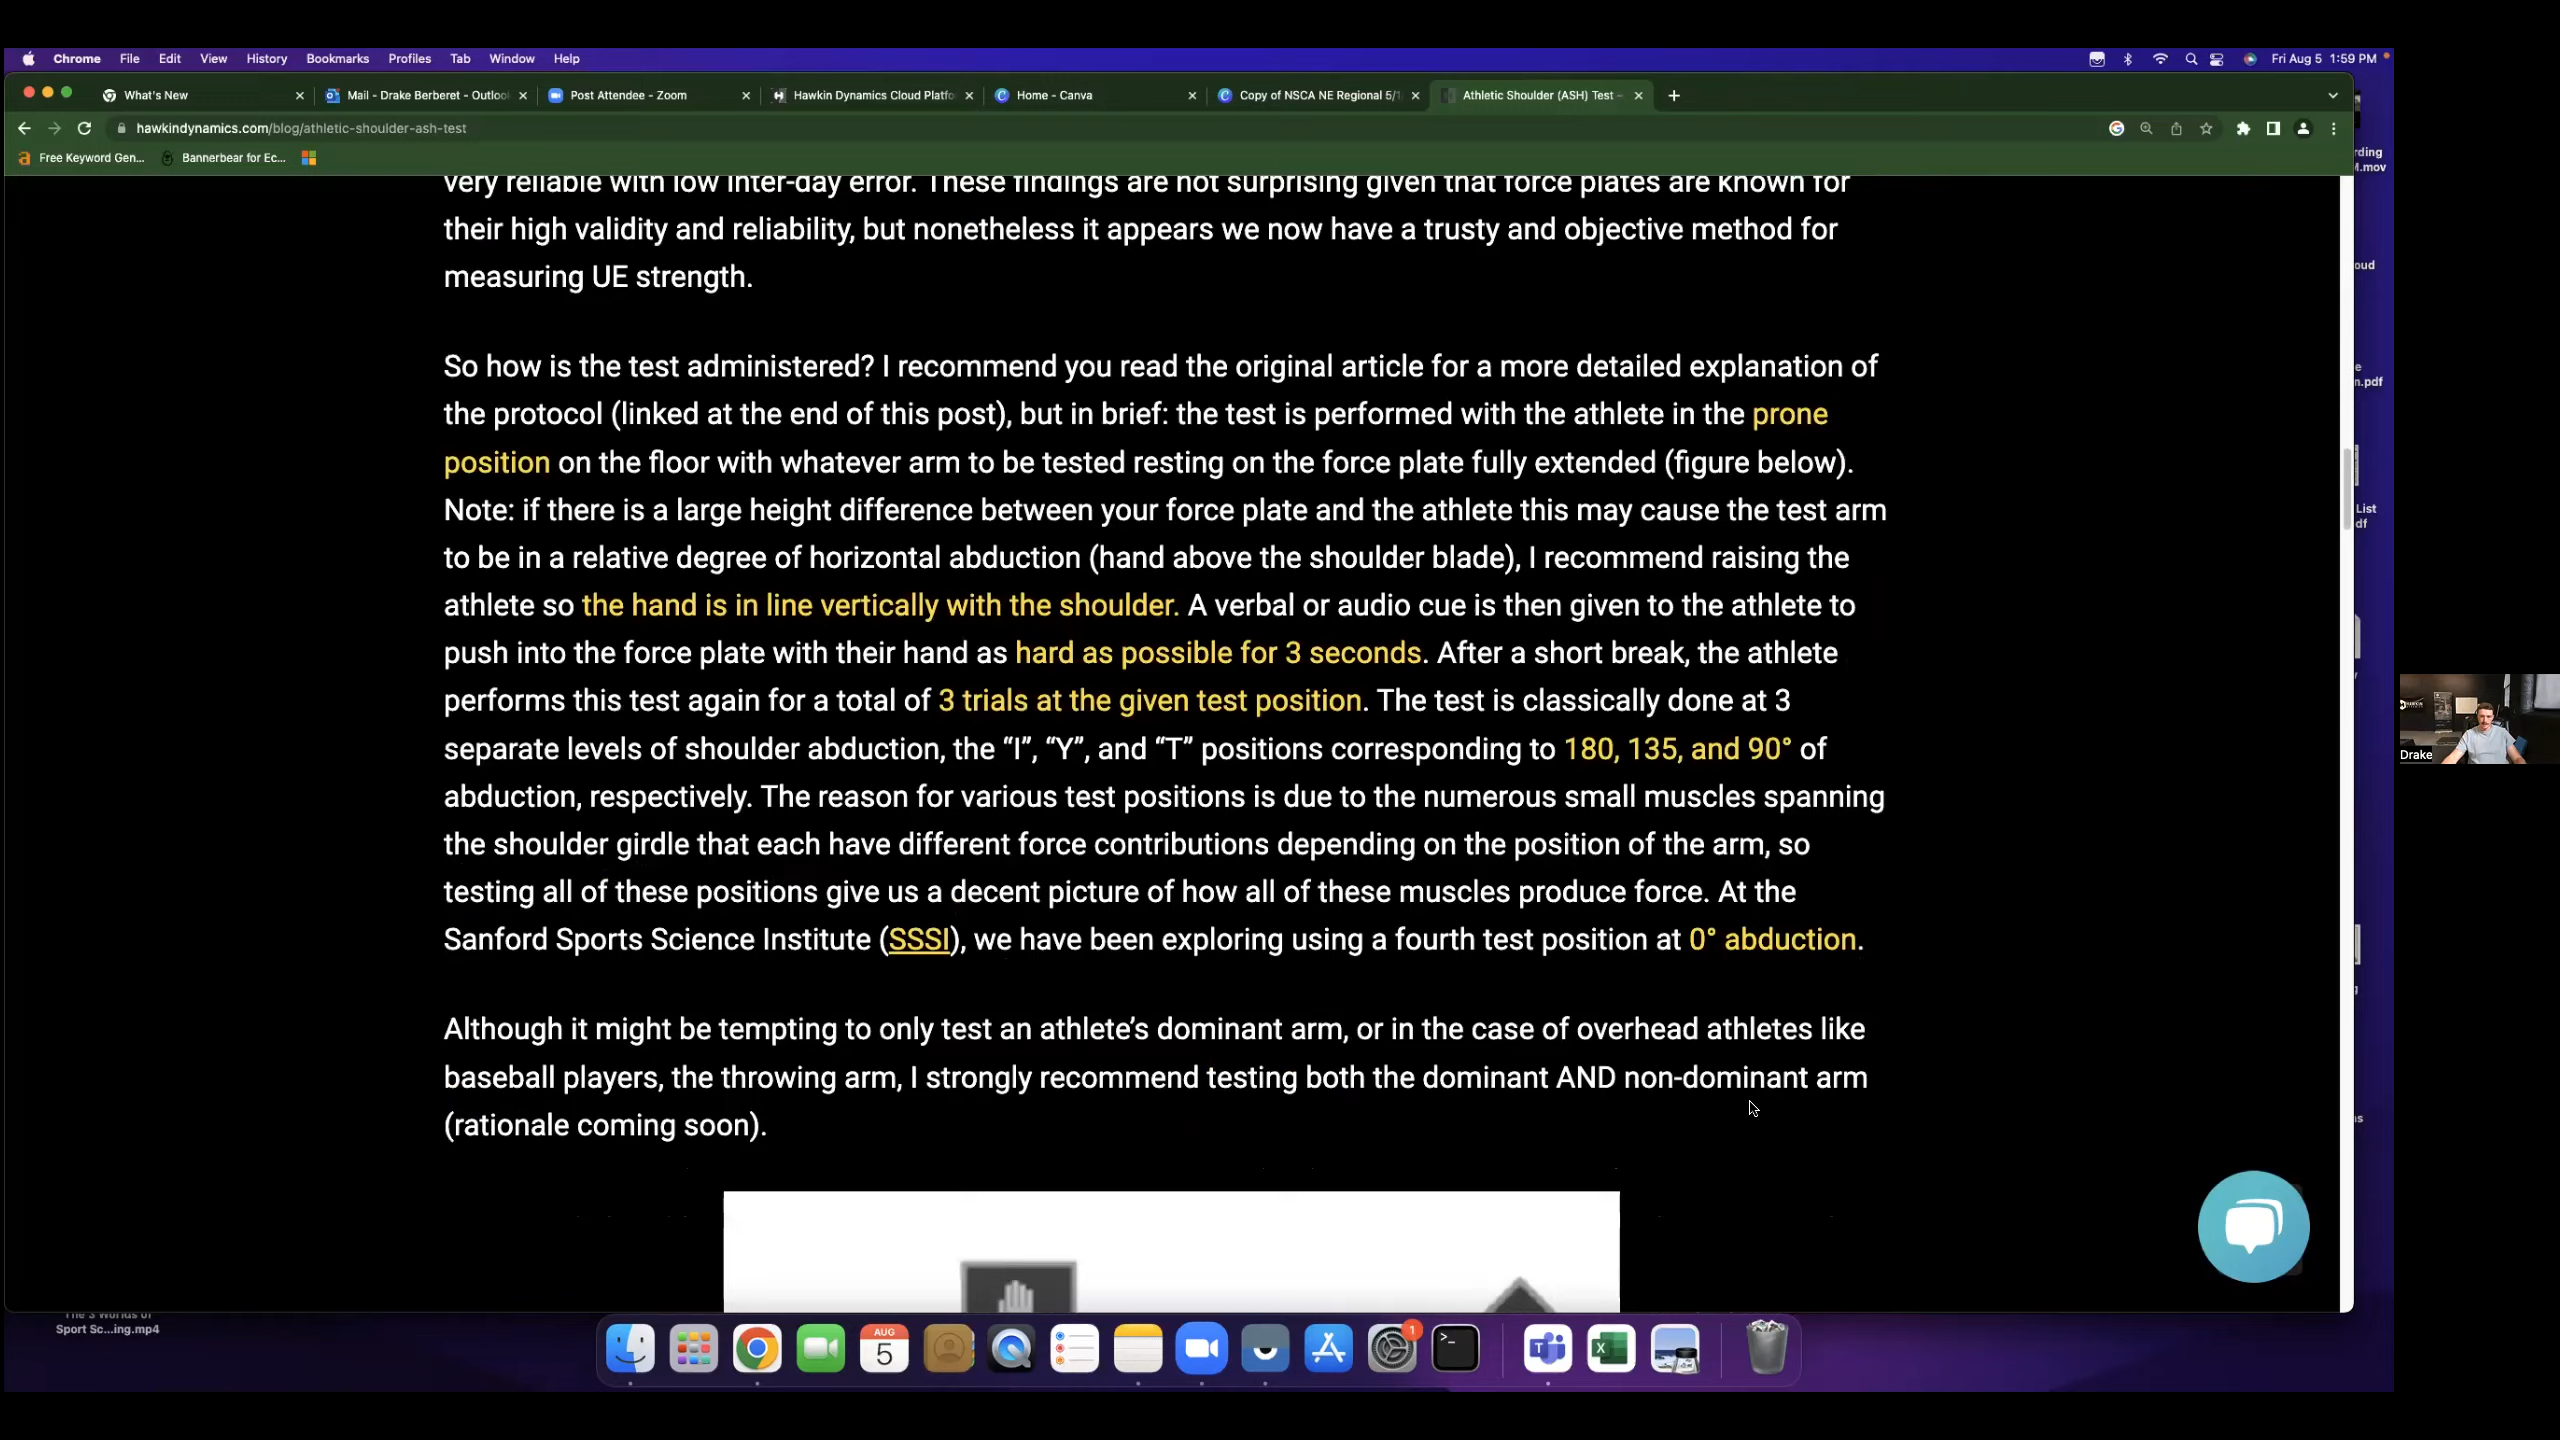 Chrome File Edit View History Bookmarks Profiles Tab Window Help
Fri Aug 5 1:59 PM
What's New
Mail - Drake Berberet - Outloo
Post Attendee - Zoom
Hawkin Dynamics Cloud Platfo
Home - Canva
Copy of NSCA NE Regional 5/1
Athletic Shoulder (ASH) Test –
hawkindynamics.com/blog/athletic-shoulder-ash-test
Free Keyword Gen...
Bannerbear for Ec...
very reliable with low inter-day error. These findings are not surprising given that force plates are known for
their high validity and reliability, but nonetheless it appears we now have a trusty and objective method for
measuring UE strength.
So how is the test administered? I recommend you read the original article for a more detailed explanation of
the protocol (linked at the end of this post), but in brief: the test is performed with the athlete in the prone
position on the floor with whatever arm to be tested resting on the force plate fully extended (figure below).
Note: if there is a large height difference between your force plate and the athlete this may cause the test arm
to be in a relative degree of horizontal abduction (hand above the shoulder blade), I recommend raising the
athlete so the hand is in line vertically with the shoulder. A verbal or audio cue is then given to the athlete to
push into the force plate with their hand as hard as possible for 3 seconds. After a short break, the athlete
performs this test again for a total of 3 trials at the given test position. The test is classically done at 3
separate levels of shoulder abduction, the “I”, “Y”, and “T” positions corresponding to 180, 135, and 90° of
abduction, respectively. The reason for various test positions is due to the numerous small muscles spanning
the shoulder girdle that each have different force contributions depending on the position of the arm, so
testing all of these positions give us a decent picture of how all of these muscles produce force. At the
Sanford Sports Science Institute (SSSI), we have been exploring using a fourth test position at 0° abduction.
Although it might be tempting to only test an athlete’s dominant arm, or in the case of overhead athletes like
baseball players, the throwing arm, I strongly recommend testing both the dominant AND non-dominant arm
(rationale coming soon).
rding
M.mov
oud
e
n.pdf
List
df
Drake
The 3 Worlds of
Sport Sc...ing.mp4
AUG
5
1